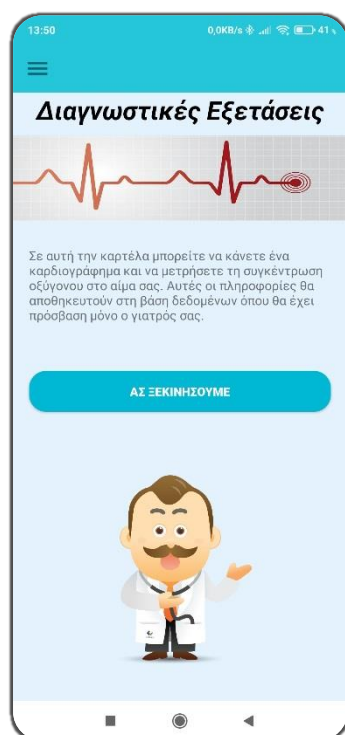 13:50
0,0KB/s 41
Διαγνωστικές Εξετάσεις
Σε αυτή την καρτέλα μπορείτε να κάνετε ένα
καρδιογράφημα και να μετρήσετε τη συγκέντρωση
οξύγονου στο αίμα σας. Αυτές οι πληροφορίες θα
αποθηκευτούν στη βάση δεδομένων όπου θα έχει
πρόσβαση μόνο ο γιατρός σας.
ΑΣ ΞΕΚΙΝΗΣΟΥΜΕ